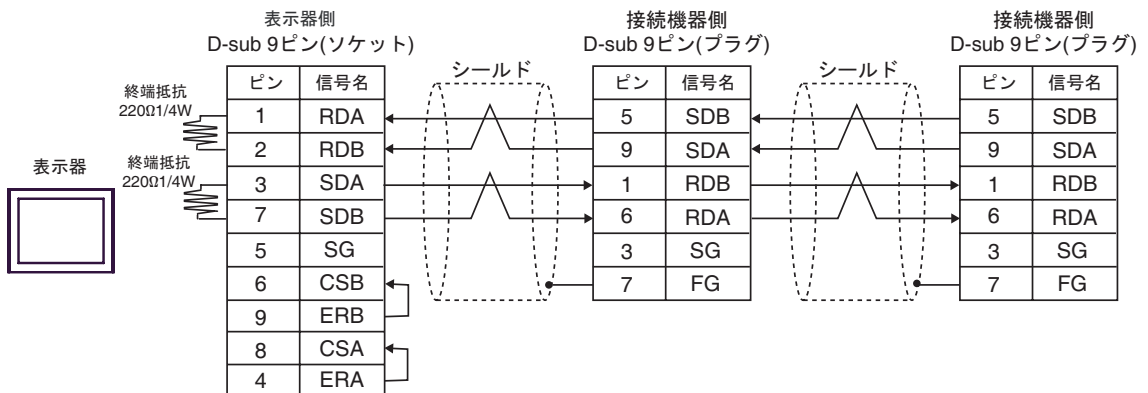 表示器側
D-sub 9ピン(ソケット)
接続機器側
D-sub 9ピン(プラグ)
接続機器側
D-sub 9ピン(プラグ)
シールド
シールド
終端抵抗
220Ω1/4W
終端抵抗
220Ω1/4W
表示器
ピン 信号名
1 RDA
2 RDB
3 SDA
7 SDB
5 SG
6 CSB
9 ERB
8 CSA
4 ERA
ピン 信号名
5 SDB
9 SDA
1 RDB
6 RDA
3 SG
7 FG
ピン 信号名
5 SDB
9 SDA
1 RDB
6 RDA
3 SG
7 FG